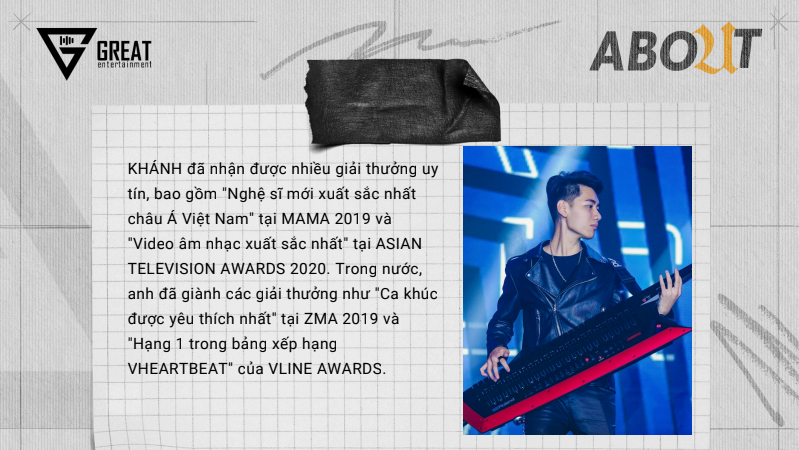 GREAT
entertainment
ABOUT
KHÁNH đã nhận được nhiều giải thưởng uy
tín, bao gồm "Nghệ sĩ mới xuất sắc nhất
châu Á Việt Nam" tại MAMA 2019 và
"Video âm nhạc xuất sắc nhất" tại ASIAN
TELEVISION AWARDS 2020. Trong nước,
anh đã giành các giải thưởng như "Ca khúc
được yêu thích nhất" tại ZMA 2019 và
"Hạng 1 trong bảng xếp hạng
VHEARTBEAT" của VLINE AWARDS.
Roland